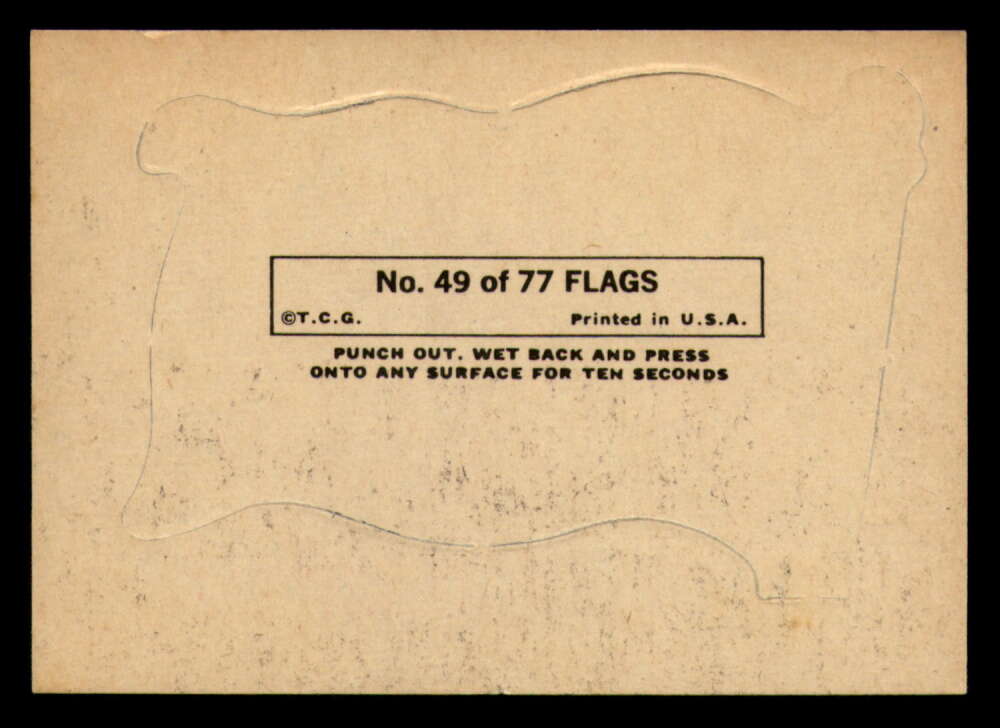 No. 49 of 77 FLAGS
©T.C.G. Printed in U.S.A.
PUNCH OUT. WET BACK AND PRESS
ONTO ANY SURFACE FOR TEN SECONDS